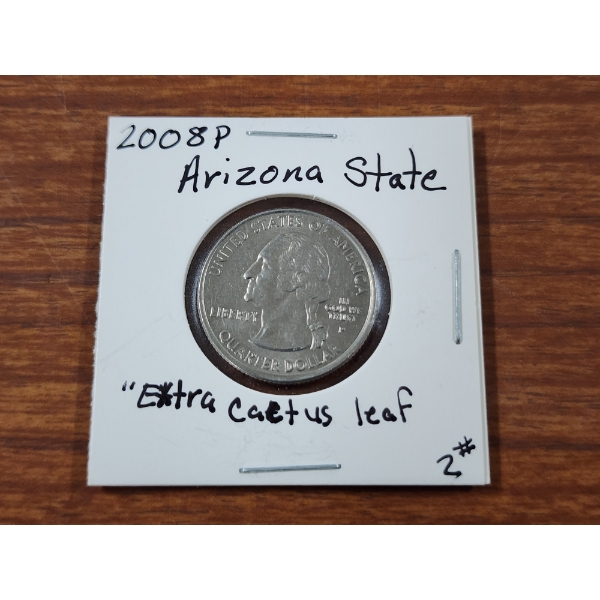 2008P
Arizona State
UNITED STATES OF AMERICA
LIBERTY
IN
GOD WE
TRUST
P
QUARTER DOLLAR
"Extra cactus leaf
2#